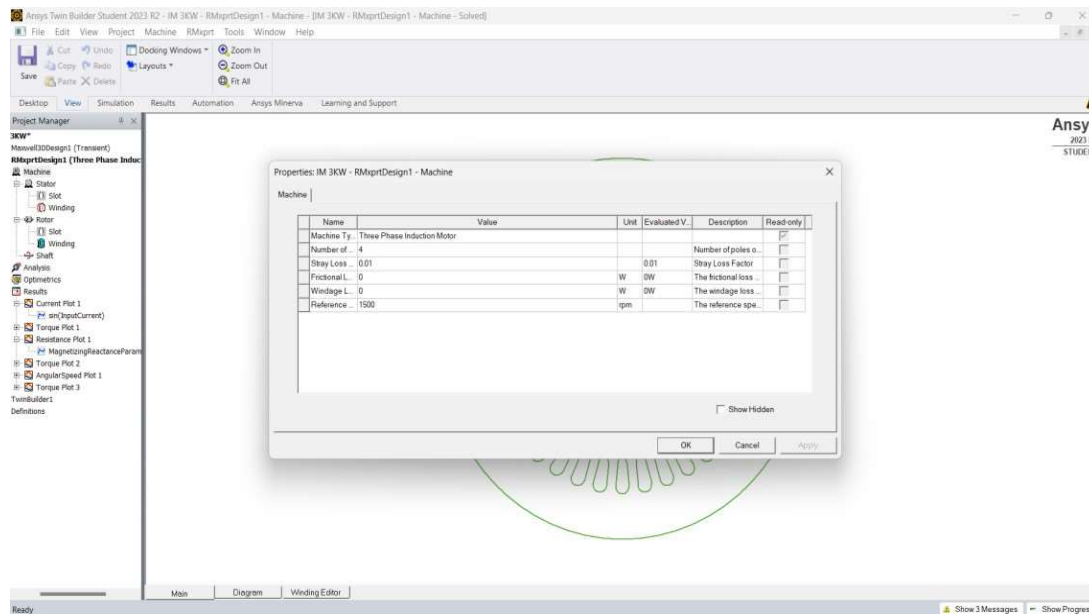 Ansys Twin Builder Student 2023 R2 - IM 3KW - RMxprtDesign1 - Machine - [IM 3KW - RMxprtDesign1 - Machine - Solved]
File Edit View Project Machine RMxprt Tools Window Help
Save
Cut Undo
Copy Redo
Paste Delete
Docking Windows
Layouts
Zoom In
Zoom Out
Fit All
Desktop View Simulation Results Automation Ansys Minerva Learning and Support
Project Manager
3KW*
Maxwell3DDesign1 (Transient)
RMxprtDesign1 (Three Phase Induc
Machine
Stator
Slot
Winding
Rotor
Slot
Winding
Shaft
Analysis
Optimetrics
Results
Current Plot 1
sin(InputCurrent)
Torque Plot 1
Resistance Plot 1
MagnetizingReactanceParam
Torque Plot 2
AngularSpeed Plot 1
Torque Plot 3
TwinBuilder1
Definitions
Ansy
2023
STUDE
Properties: IM 3KW - RMxprtDesign1 - Machine
Machine
Name Value Unit Evaluated V... Description Read-only
Machine Ty... Three Phase Induction Motor
Number of... 4 Number of poles o...
Stray Loss ... 0.01 0.01 Stray Loss Factor
Frictional L... 0 W 0W The frictional loss ...
Windage L... 0 W 0W The windage loss ...
Reference ... 1500 rpm The reference spe...
Show Hidden
OK Cancel Apply
Main Diagram Winding Editor
Ready
Show 3 Messages Show Progres